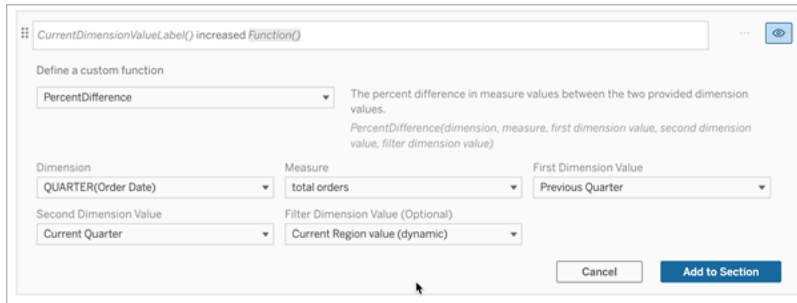 CurrentDimensionValueLabel() increased Function()
Define a custom function
PercentDifference
The percent difference in measure values between the two provided dimension
values.
PercentDifference(dimension, measure, first dimension value, second dimension
value, filter dimension value)
Dimension Measure First Dimension Value
QUARTER(Order Date) total orders Previous Quarter
Second Dimension Value Filter Dimension Value (Optional)
Current Quarter Current Region value (dynamic)
Cancel Add to Section